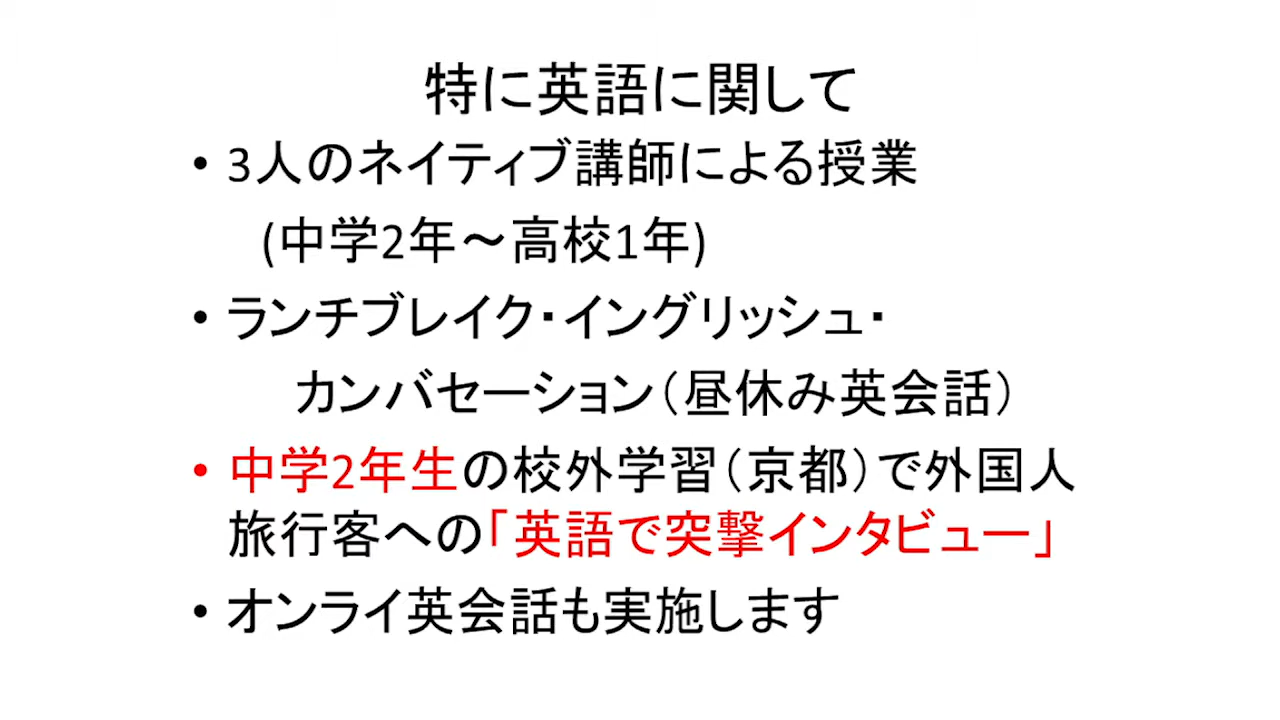 特に英語に関して
• 3人のネイティブ講師による授業
(中学2年～高校1年)
• ランチブレイク・イングリッシュ・
カンバセーション（昼休み英会話）
• 中学2年生の校外学習（京都）で外国人
旅行客への「英語で突撃インタビュー」
• オンライ英会話も実施します